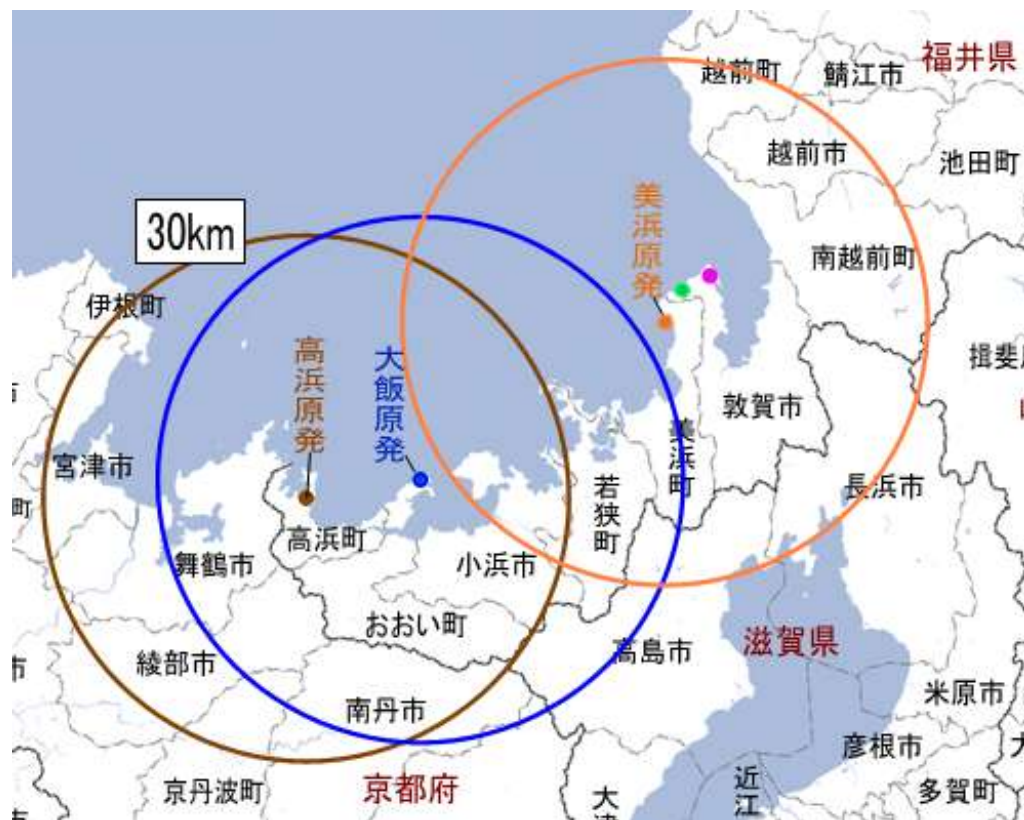 福井県
越前町
鯖江市
越前市
池田町
美浜原発
30km
南越前町
伊根町
高浜原発
大飯原発
敦賀市
美浜町
宮津市
若狭町
長浜市
高浜町
舞鶴市
小浜市
おおい町
高島市
滋賀県
綾部市
米原市
南丹市
彦根市
京丹波町
京都府
近江
多賀町